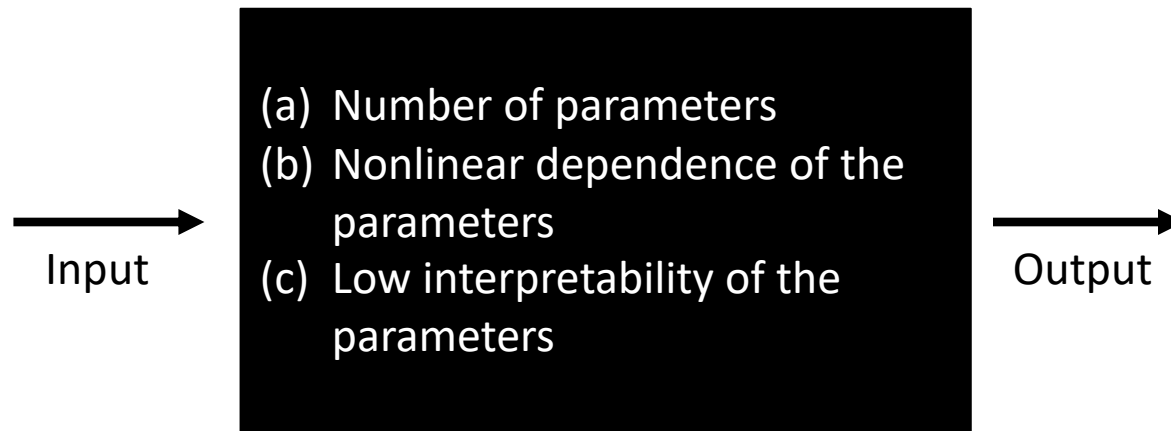 (a) Number of parameters
(b) Nonlinear dependence of the
parameters
Input
(c) Low interpretability of the
parameters
Output